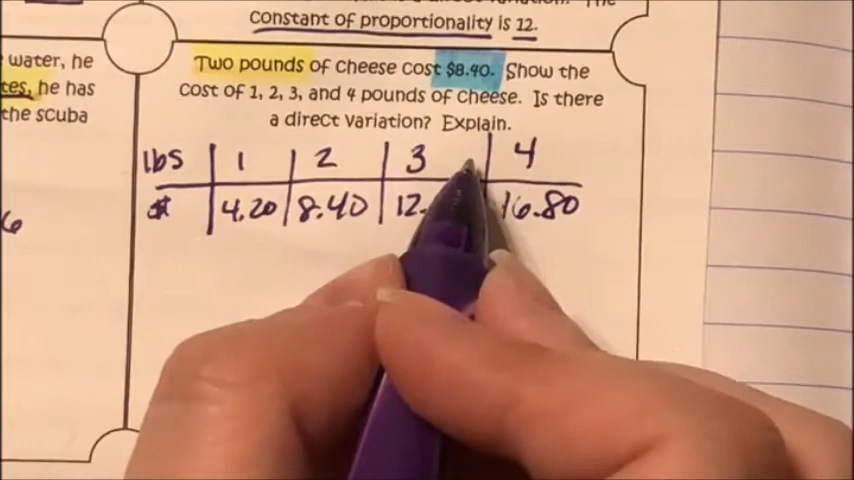 constant of proportionality is 12.
water, he
tes, he has
the scuba
6
Two pounds of cheese cost $8.40. Show the
cost of 1, 2, 3, and 4 pounds of cheese. Is there
a direct variation? Explain.
lbs 1 2 3 4
4.20 8.40 12. 16.80